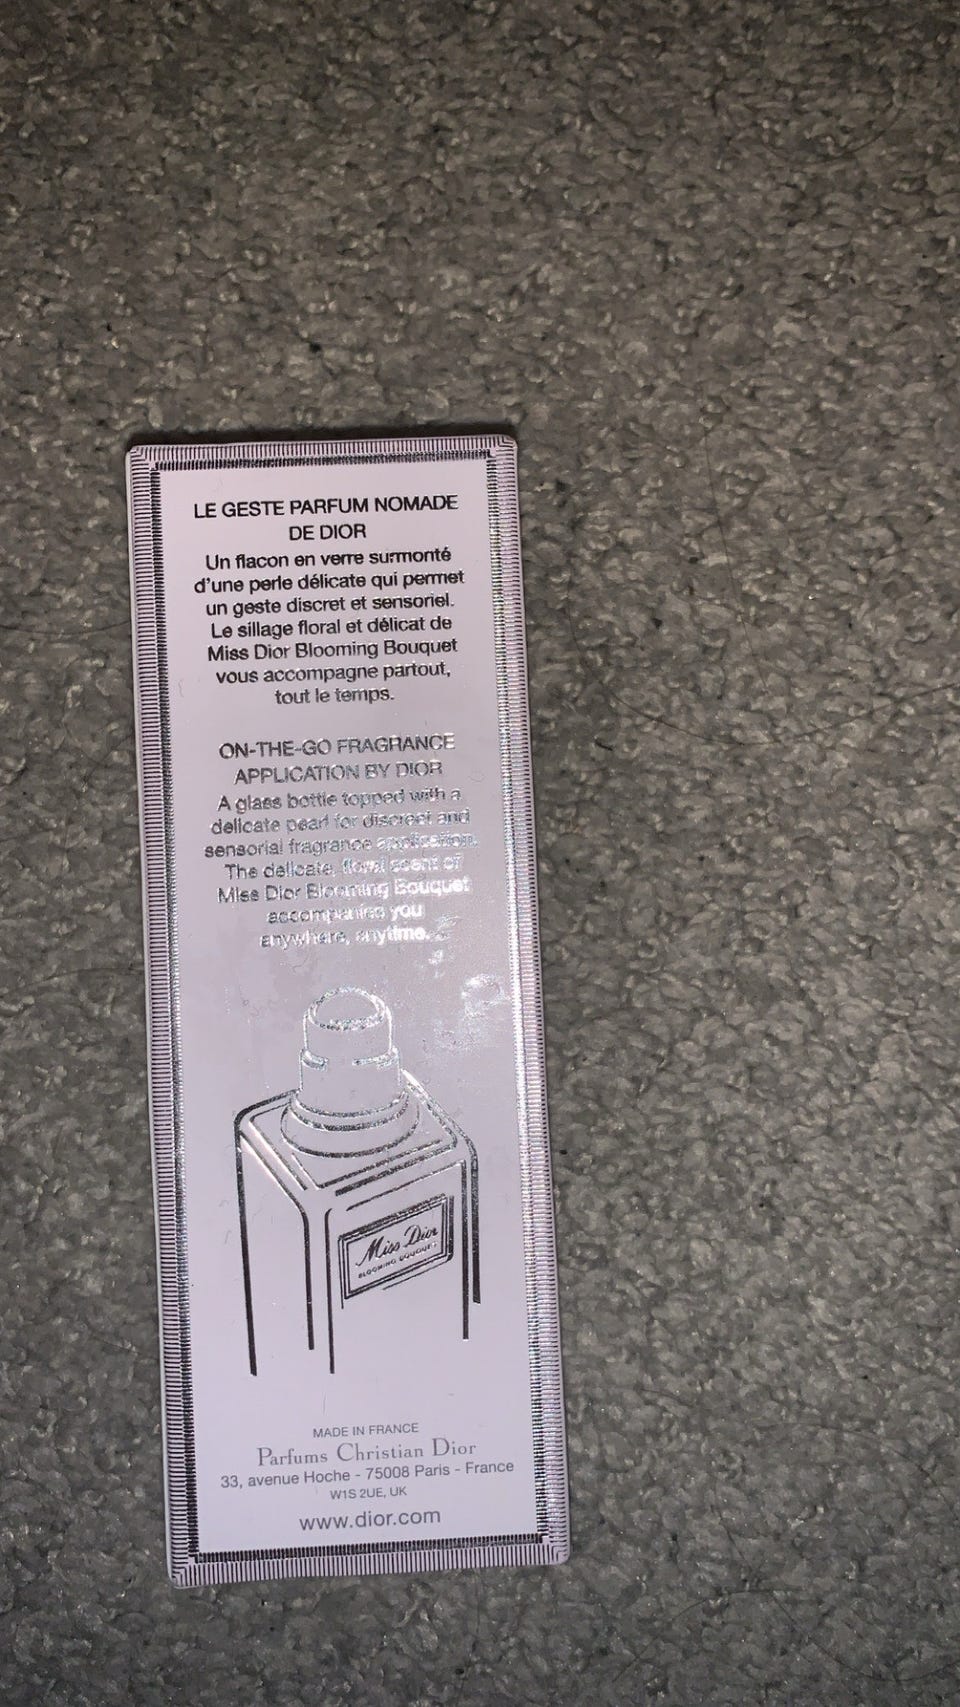 LE GESTE PARFUM NOMADE
DE DIOR
Un flacon en verre surmonté
d'une perle délicate qui permet
un geste discret et sensoriel.
Le sillage floral et délicat de
Miss Dior Blooming Bouquet
vous accompagne partout,
tout le temps.
ON-THE-GO FRAGRANCE
APPLICATION BY DIOR
A glass bottle topped with a
delicate pearl for discreet and
sensorial fragrance application.
The delicate, floral scent of
Miss Dior Blooming Bouquet
accompanies you
anywhere, anytime.
Miss Dior
BLOOMING BOUQUET
MADE IN FRANCE
Parfums Christian Dior
33, avenue Hoche - 75008 Paris - France
W1S 2UE, UK
www.dior.com